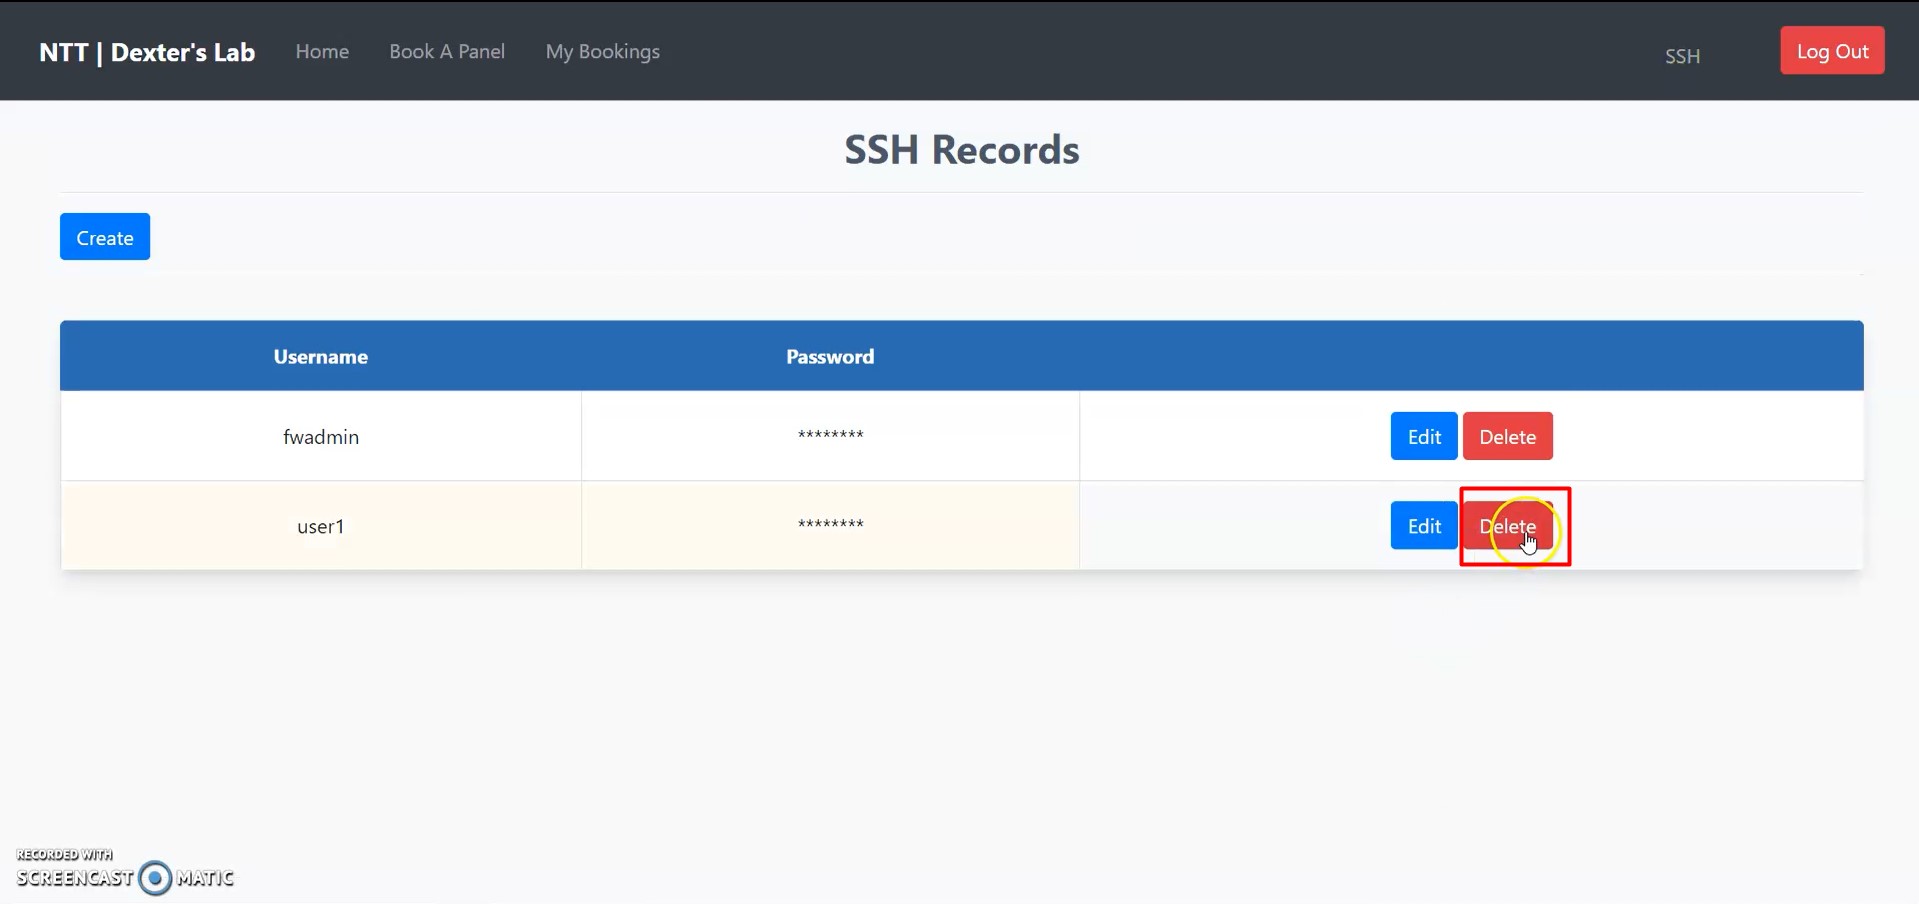 NTT | Dexter's Lab Home Book A Panel My Bookings SSH Log Out
SSH Records
Create
Username Password
fwadmin ******** Edit Delete
user1 ******** Edit Delete
RECORDED WITH
SCREENCAST MATIC